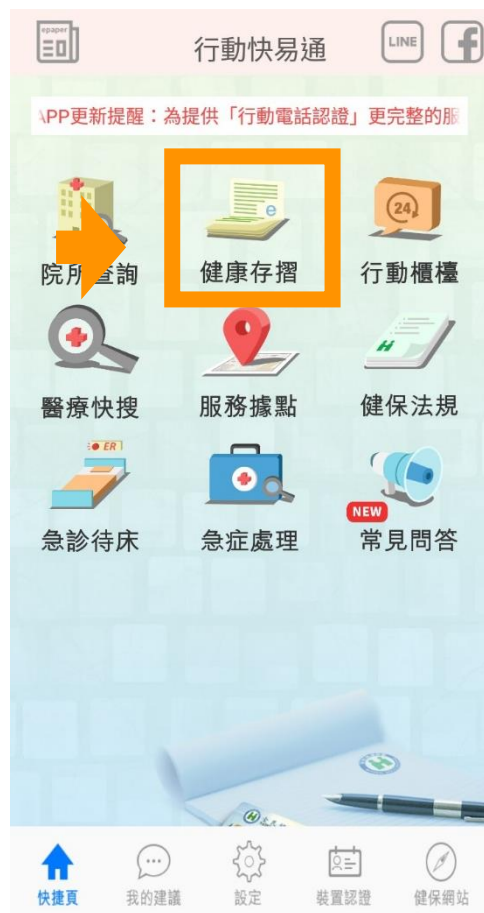 epaper
行動快易通
LINE
APP更新提醒：為提供「行動電話認證」更完整的服
24
院所查詢
e
健康存摺
行動櫃檯
醫療快搜
服務據點
健保法規
ER
急診待床
急症處理
NEW
常見問答
快捷頁
我的建議
設定
裝置認證
健保網站